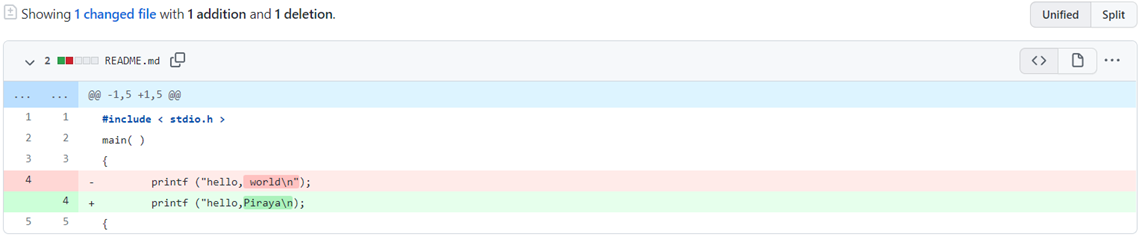 Showing 1 changed file with 1 addition and 1 deletion.
Unified Split
2 README.md
... ... @@ -1,5 +1,5 @@
1 1 #include < stdio.h >
2 2 main( )
3 3 {
4 - printf ("hello, world\n");
4 + printf ("hello,Piraya\n);
5 5 {